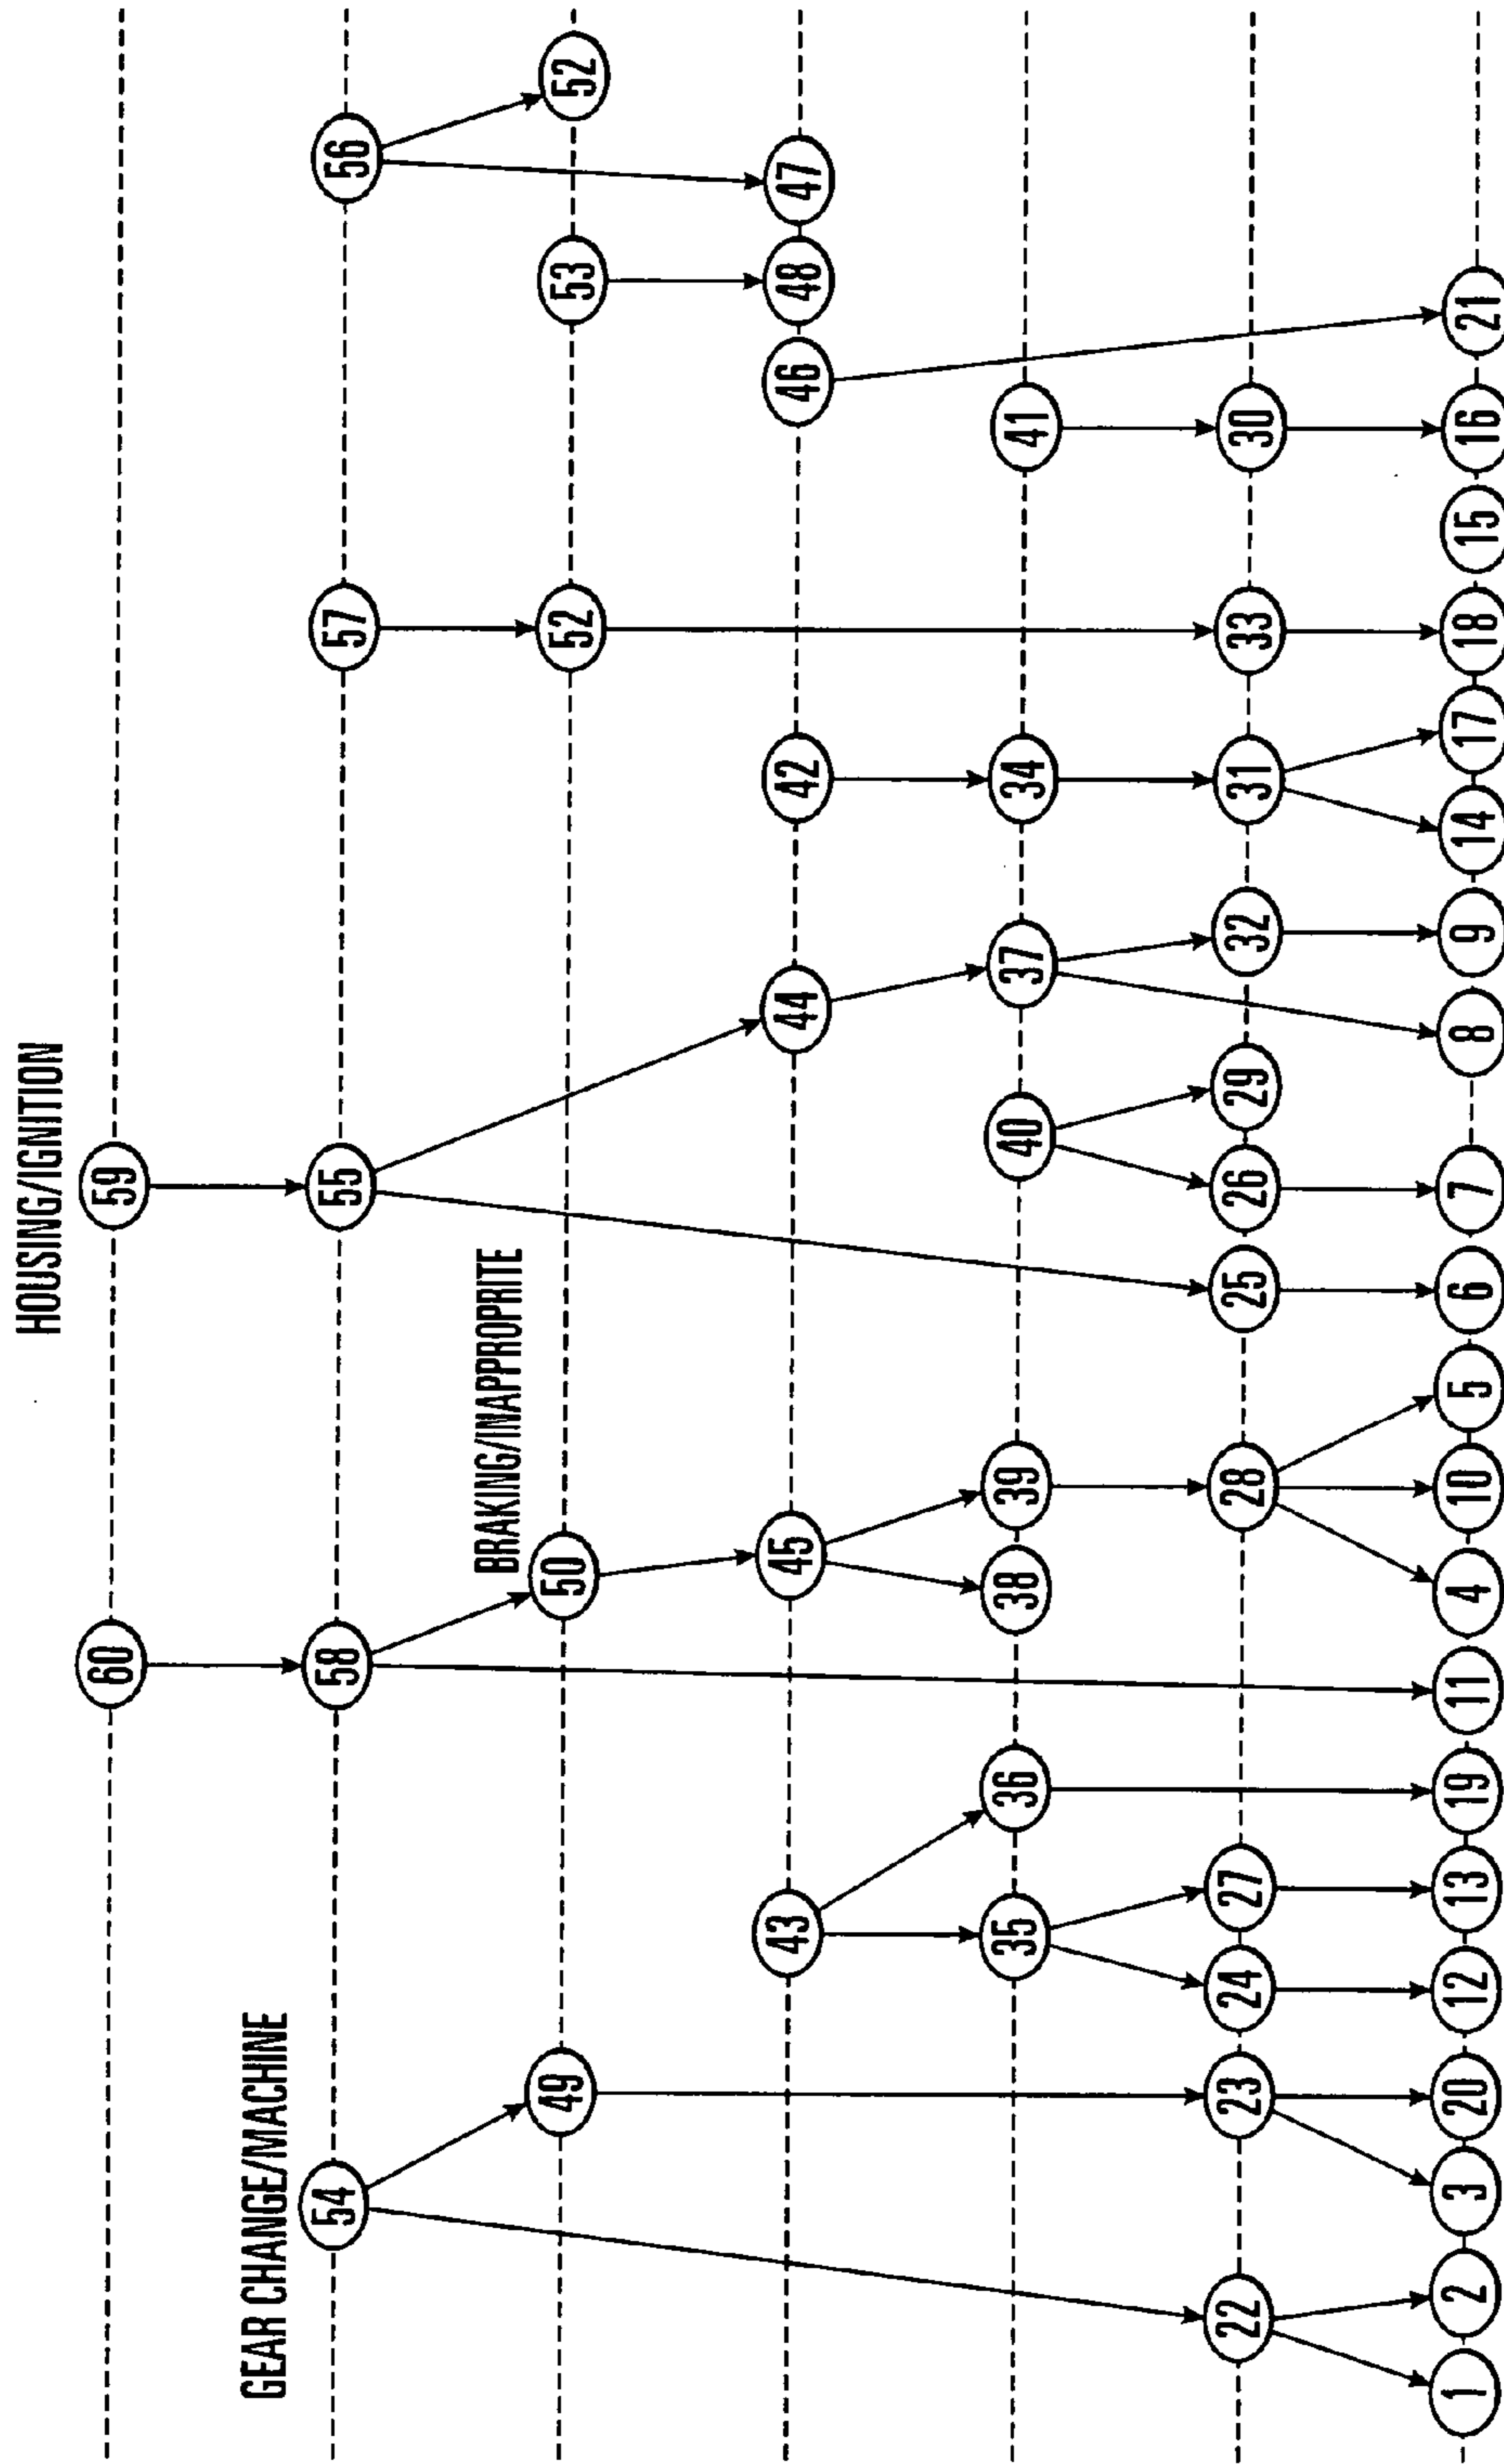 HOUSING/IGNITION
60 59
GEAR CHANGE/MACHINE
54 58 55 57 56
BRAKING/INAPPROPRITE
49 50 52 53 52
43 45 44 42 46 48 47
35 36 38 39 40 37 34 41
22 23 24 27 28 25 26 29 32 31 33 30
1 2 3 20 12 13 19 11 4 10 5 6 7 8 9 14 17 18 15 16 21